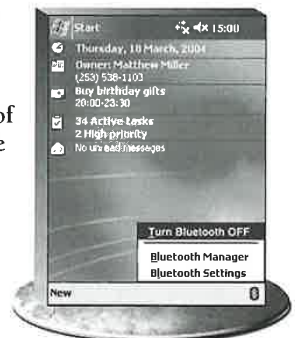 Start 15:00
Thursday, 18 March, 2004
Owner: Matthew Miller
(253) 538-1103
Buy birthday gifts
20:00-23:30
34 Active tasks
2 High priority
No unread messages
of
e
Turn Bluetooth OFF
Bluetooth Manager
Bluetooth Settings
New